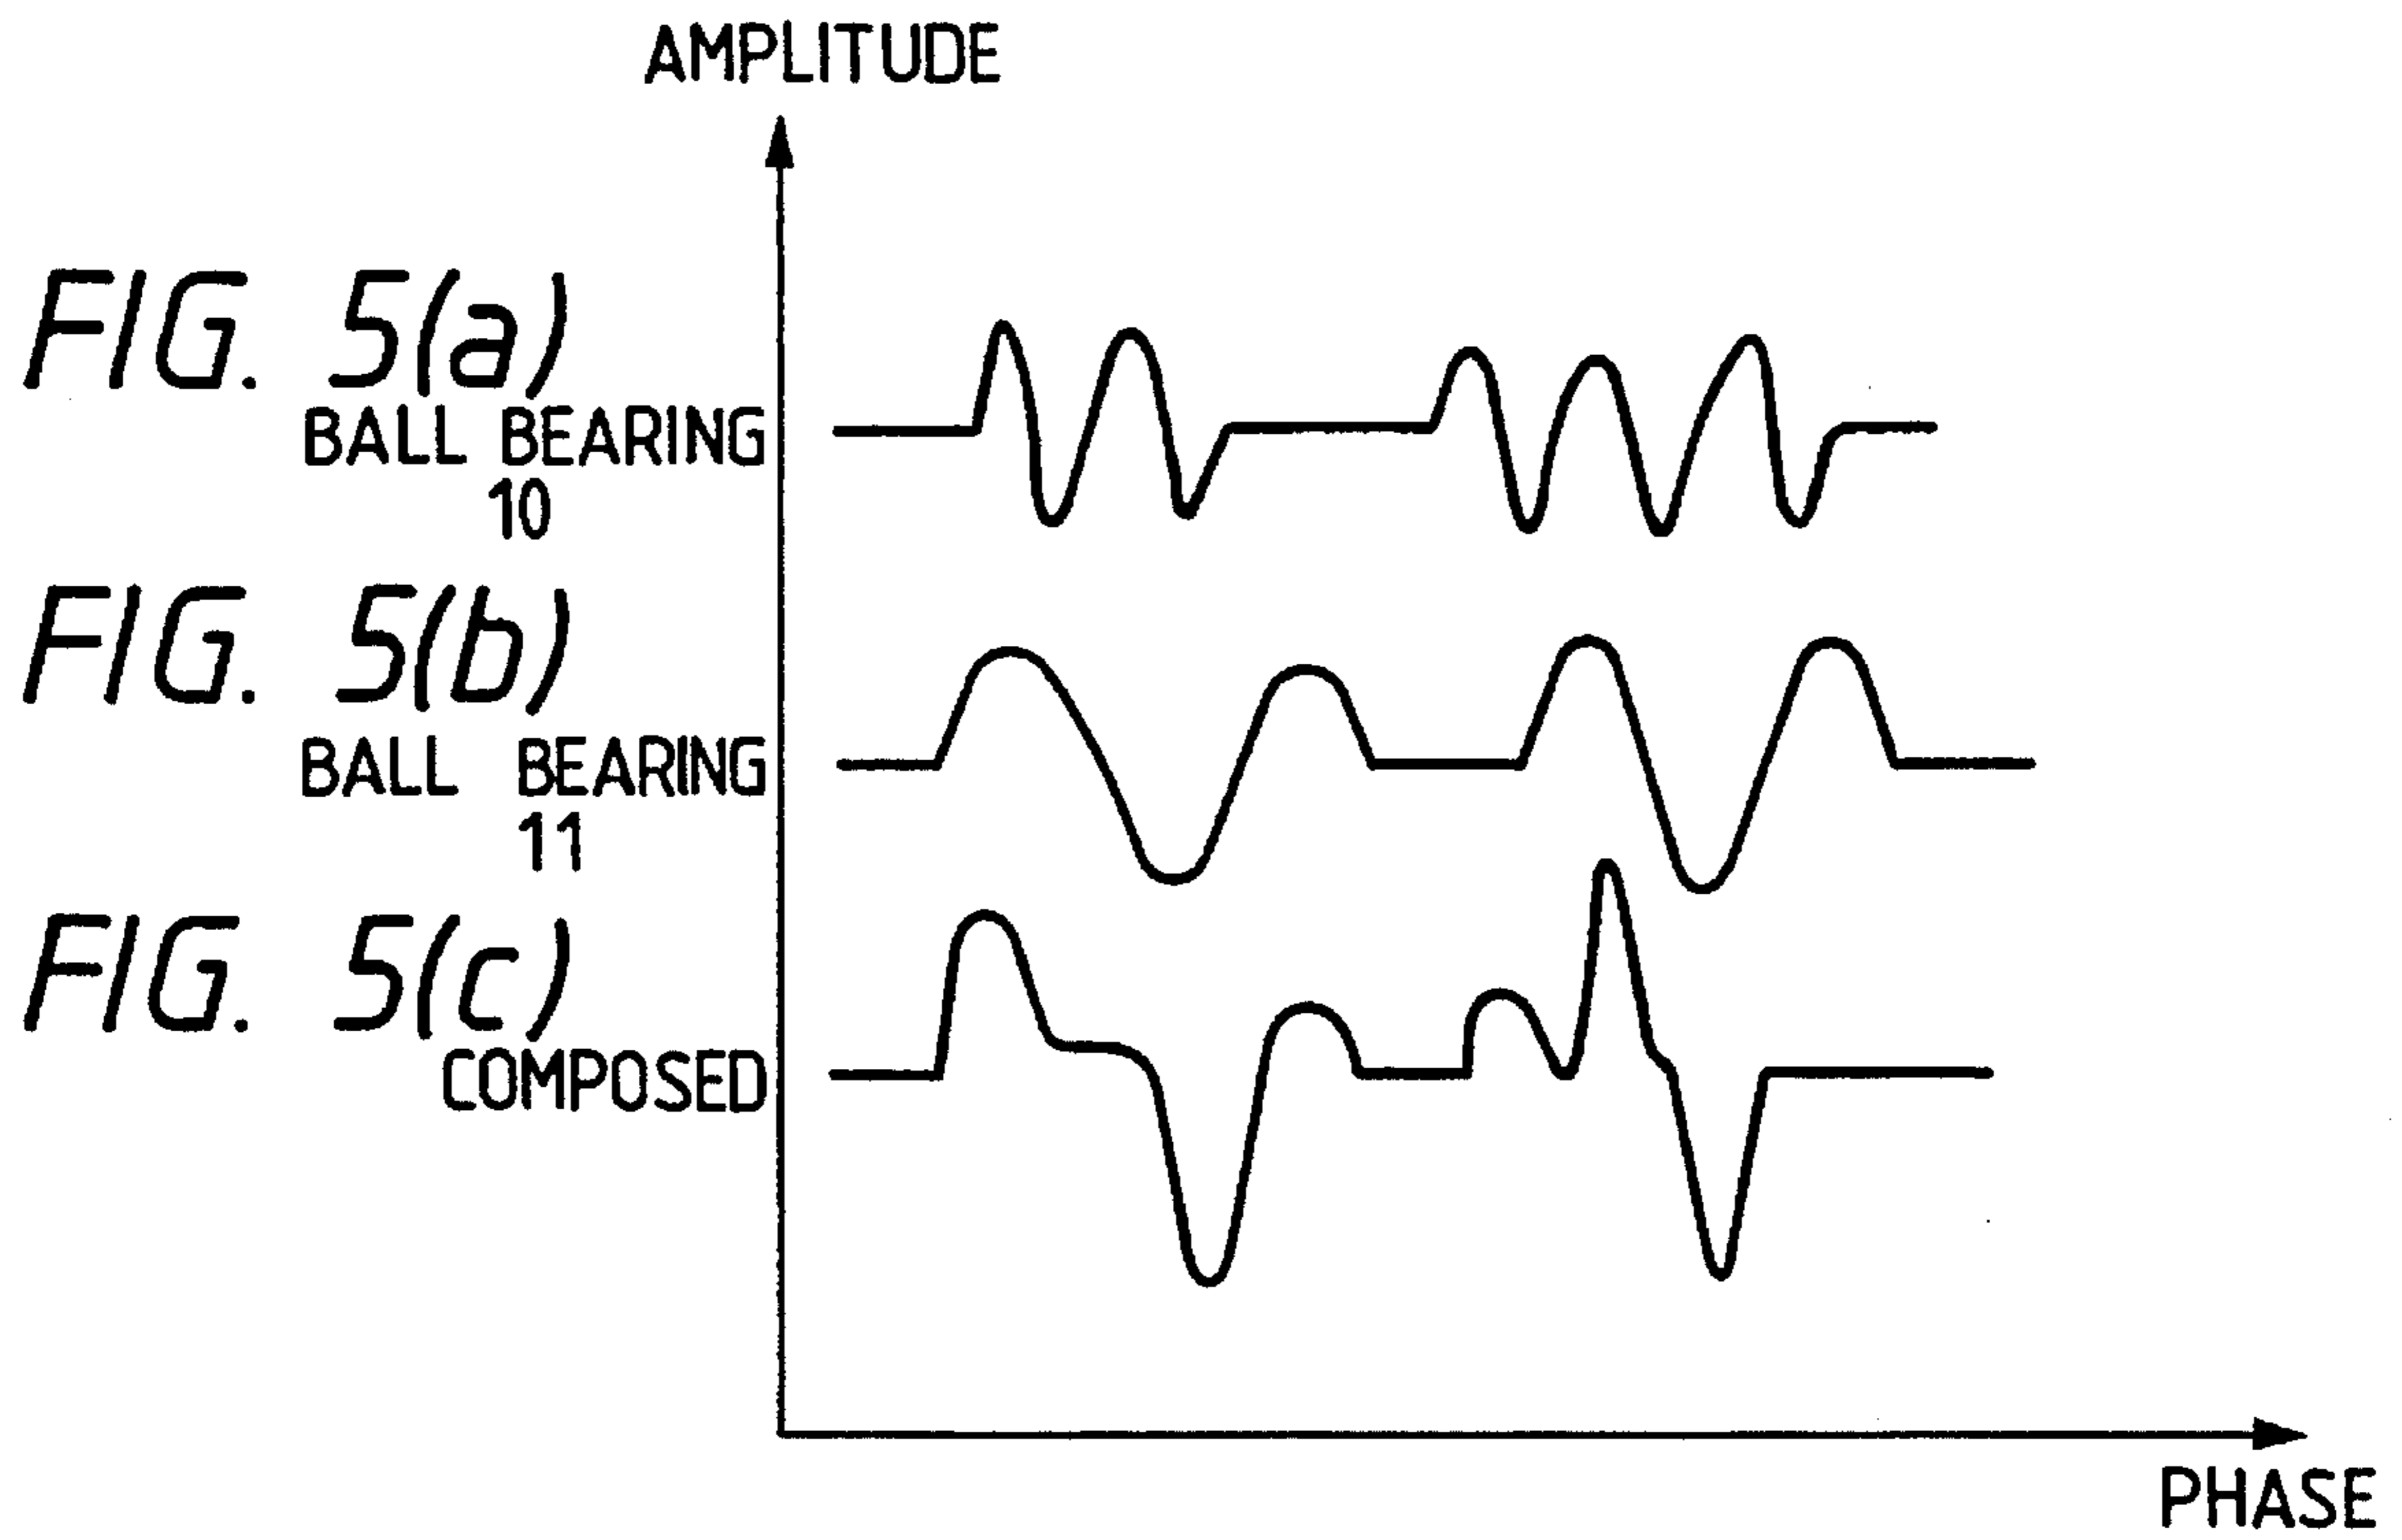 AMPLITUDE
FIG. 5(a)
BALL BEARING
10
FIG. 5(b)
BALL BEARING
11
FIG. 5(c)
COMPOSED
PHASE